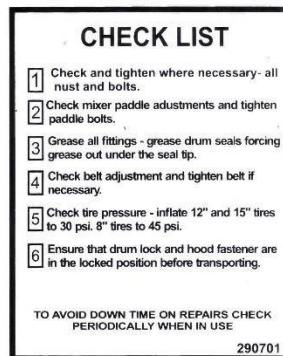 CHECK LIST
1 Check and tighten where necessary- all
nust and bolts.
2 Check mixer paddle adustments and tighten
paddle bolts.
3 Grease all fittings - grease drum seals forcing
grease out under the seal tip.
4 Check belt adjustment and tighten belt if
necessary.
5 Check tire pressure - inflate 12" and 15" tires
to 30 psi. 8" tires to 45 psi.
6 Ensure that drum lock and hood fastener are
in the locked position before transporting.
TO AVOID DOWN TIME ON REPAIRS CHECK
PERIODICALLY WHEN IN USE
290701